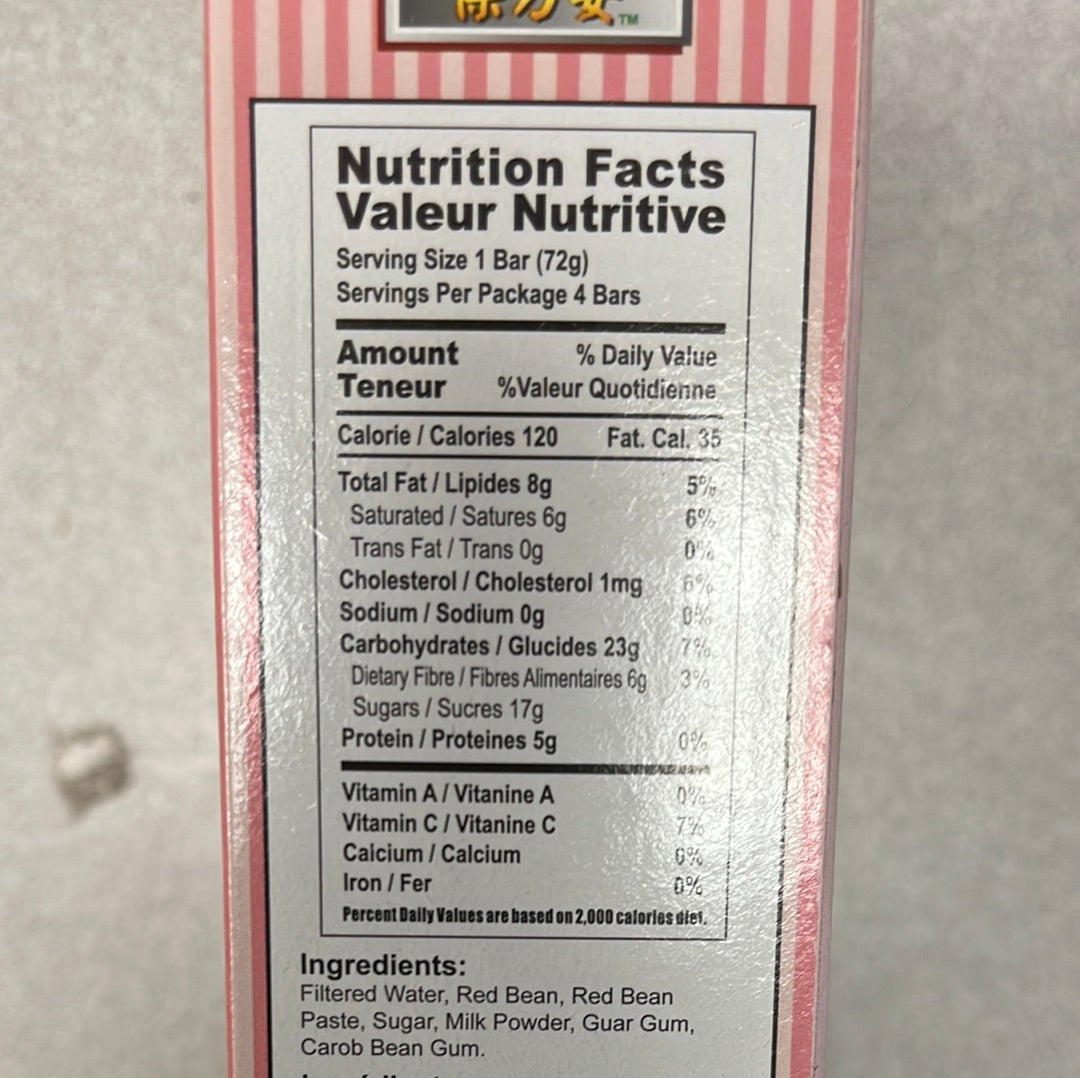 TM
Nutrition Facts
Valeur Nutritive
Serving Size 1 Bar (72g)
Servings Per Package 4 Bars
Amount % Daily Value
Teneur %Valeur Quotidienne
Calorie / Calories 120 Fat. Cal. 35
Total Fat / Lipides 8g 5%
Saturated / Satures 6g 6%
Trans Fat / Trans 0g 0%
Cholesterol / Cholesterol 1mg 6%
Sodium / Sodium 0g 0%
Carbohydrates / Glucides 23g 7%
Dietary Fibre / Fibres Alimentaires 6g 3%
Sugars / Sucres 17g
Protein / Proteines 5g 0%
Vitamin A / Vitanine A 0%
Vitamin C / Vitanine C 7%
Calcium / Calcium
Iron / Fer 0%
Percent Daily Values are based on 2,000 calories diet.
Ingredients:
Filtered Water, Red Bean, Red Bean
Paste, Sugar, Milk Powder, Guar Gum,
Carob Bean Gum.